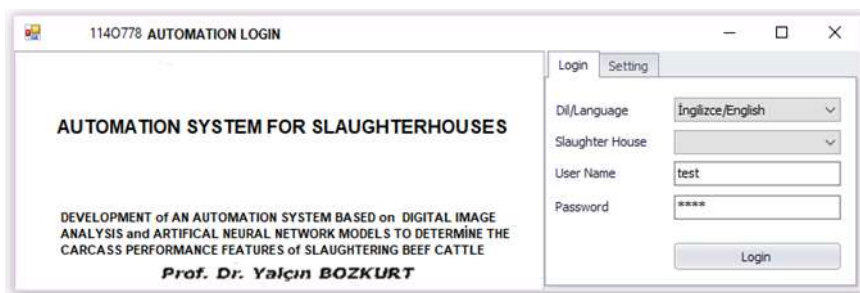 114O778 AUTOMATION LOGIN
Login Setting
AUTOMATION SYSTEM FOR SLAUGHTERHOUSES
DEVELOPMENT of AN AUTOMATION SYSTEM BASED on DIGITAL IMAGE
ANALYSIS and ARTIFICAL NEURAL NETWORK MODELS TO DETERMİNE THE
CARCASS PERFORMANCE FEATURES of SLAUGHTERING BEEF CATTLE
Prof. Dr. Yalçın BOZKURT
Dil/Language İngilizce/English
Slaughter House
User Name test
Password ****
Login